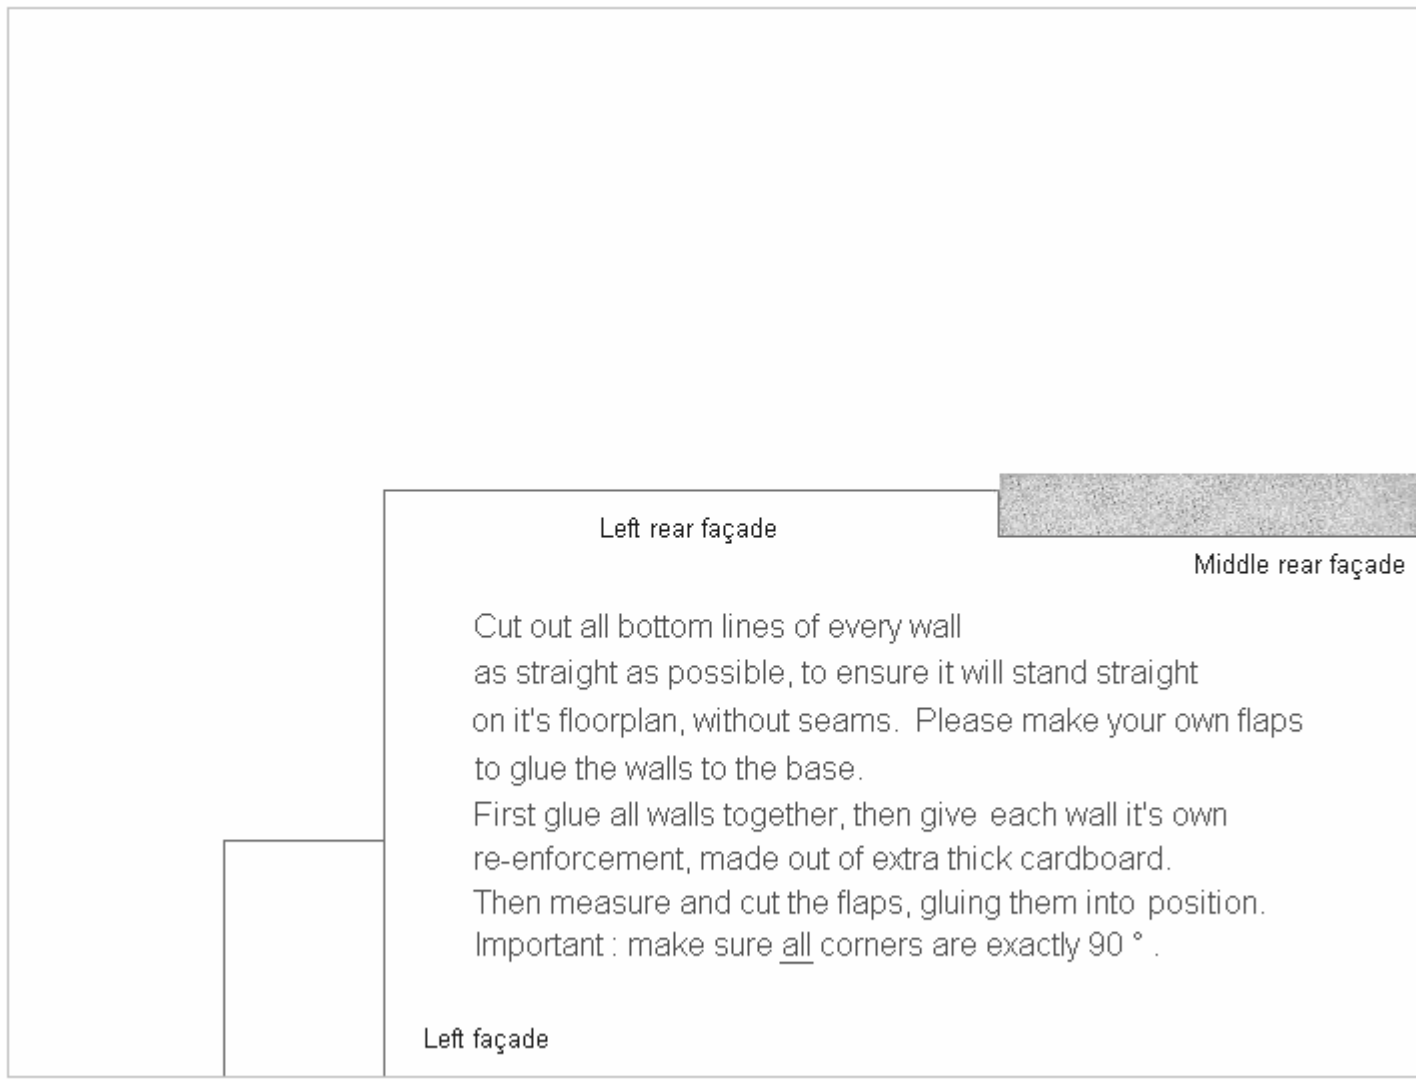 Left rear façade
Middle rear façade
Cut out all bottom lines of every wall
as straight as possible, to ensure it will stand straight
on it's floorplan, without seams. Please make your own flaps
to glue the walls to the base.
First glue all walls together, then give each wall it's own
re-enforcement, made out of extra thick cardboard.
Then measure and cut the flaps, gluing them into position.
Important : make sure all corners are exactly 90 ° .
Left façade